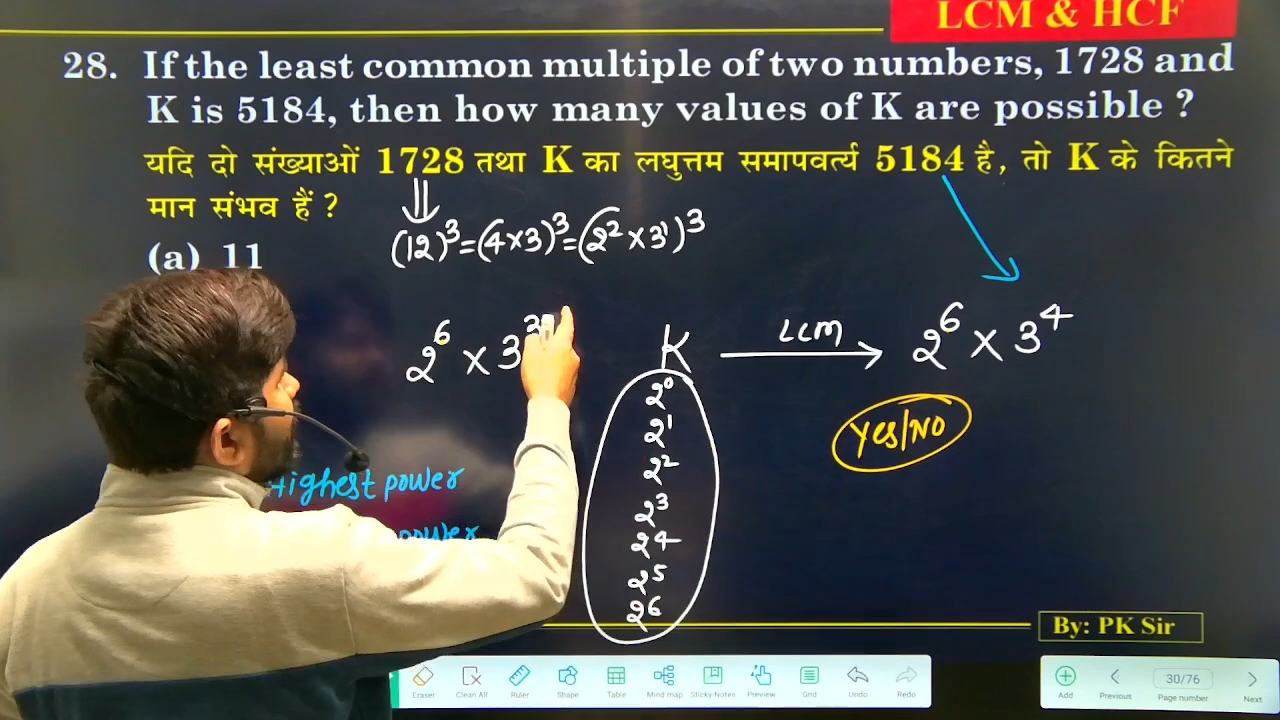 LCM & HCF
28. If the least common multiple of two numbers, 1728 and
K is 5184, then how many values of K are possible ?
यदि दो संख्याओं 1728 तथा K का लघुत्तम समापवर्त्य 5184 है, तो K के कितने
मान संभव हैं ?
(12)³=(4×3)³=(2²×3¹)³
(a) 11
2⁶ × 3³
K
LCM
2⁶ × 3⁴
2⁰
2¹
2²
2³
2⁴
2⁵
2⁶
Yes/No
Highest power
power
By: PK Sir
Eraser Clean All Ruler Shape Table Mind map Sticky-Notes Preview Grid Undo Redo
Add Previous 30/76 Page number Next